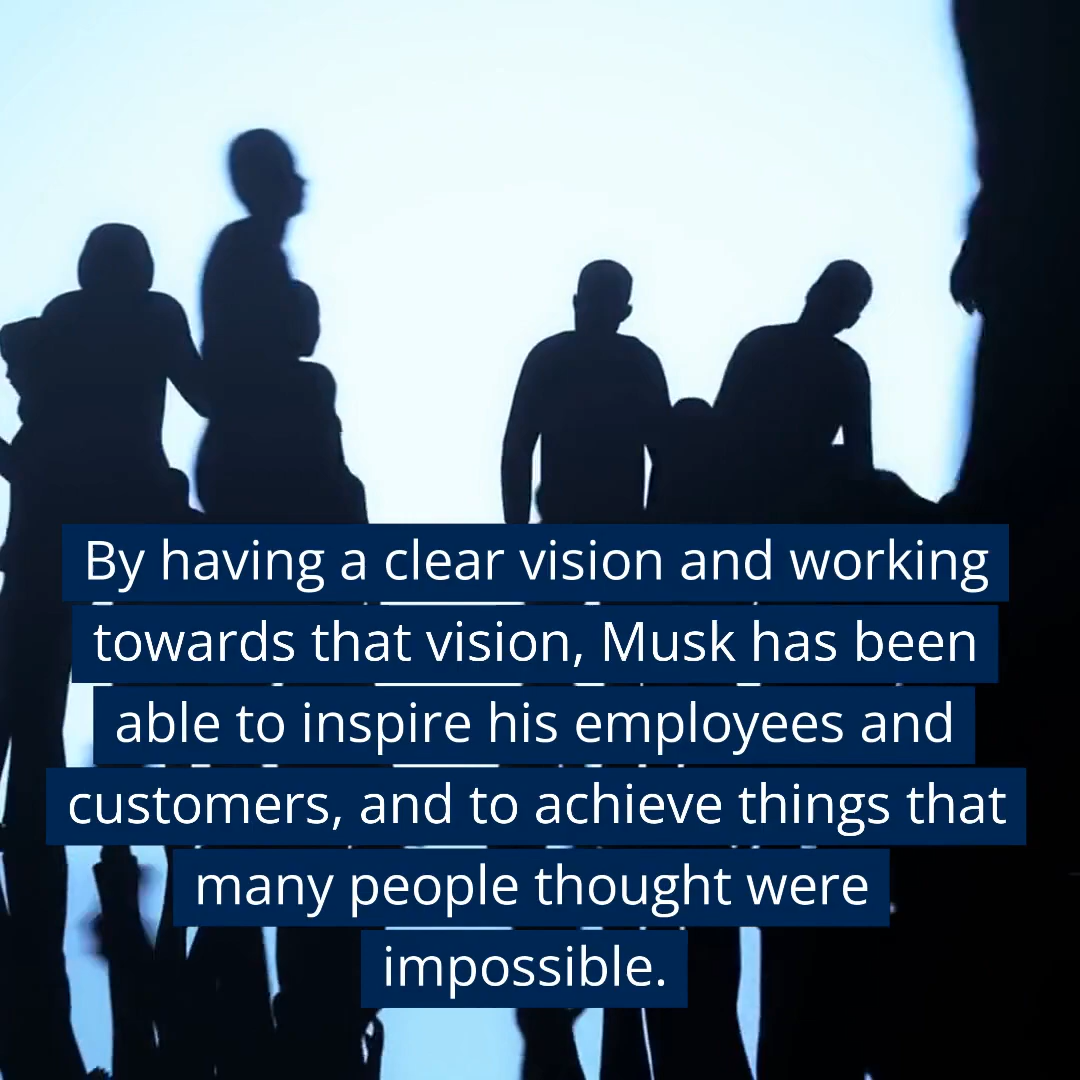 By having a clear vision and working
towards that vision, Musk has been
able to inspire his employees and
customers, and to achieve things that
many people thought were
impossible.